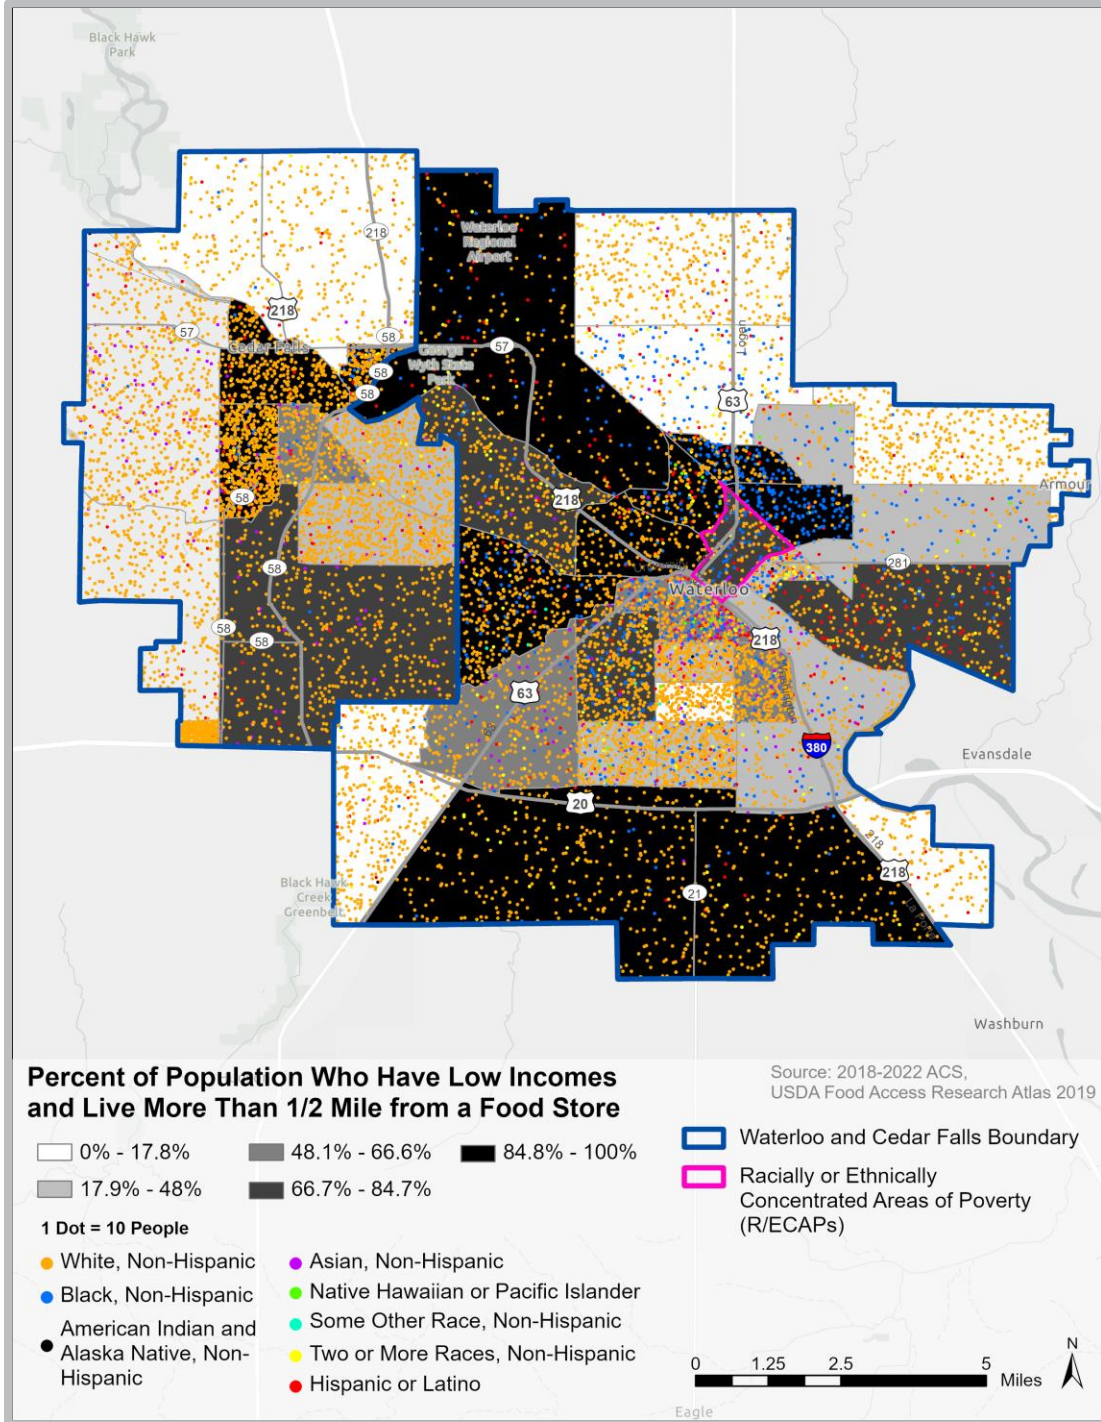 Black Hawk
Park
Waterloo
Regional
Airport
218
218
57
58
Cedar Falls
57
George
Wyth State
Park
58
58
Logan
63
58
218
Armour
58
281
Waterloo
58
58
218
63
Washington
380
Evansdale
20
218
218
Black Hawk
Creek
Greenbelt
21
La Porte
Washburn
Percent of Population Who Have Low Incomes
and Live More Than 1/2 Mile from a Food Store
Source: 2018-2022 ACS,
USDA Food Access Research Atlas 2019
0% - 17.8%
48.1% - 66.6%
84.8% - 100%
17.9% - 48%
66.7% - 84.7%
Waterloo and Cedar Falls Boundary
Racially or Ethnically
Concentrated Areas of Poverty
(R/ECAPs)
1 Dot = 10 People
White, Non-Hispanic
Black, Non-Hispanic
American Indian and
Alaska Native, Non-
Hispanic
Asian, Non-Hispanic
Native Hawaiian or Pacific Islander
Some Other Race, Non-Hispanic
Two or More Races, Non-Hispanic
Hispanic or Latino
N
0 1.25 2.5 5
Miles
Eagle